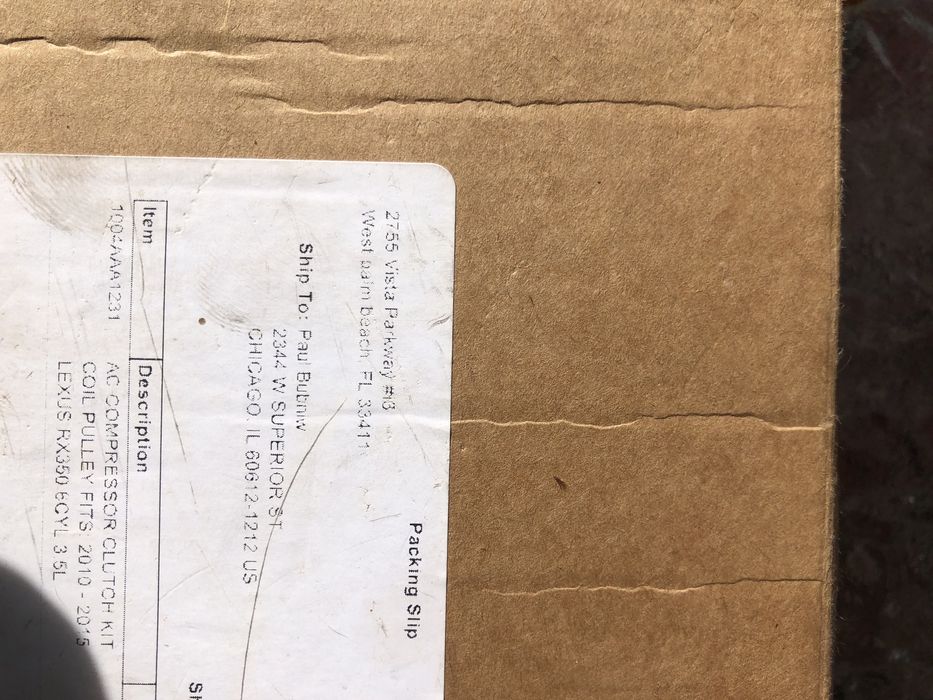 Packing Slip
2755 Vista Parkway #13
West palm beach, FL 33411
Ship To: Paul Bubniw
2344 W SUPERIOR ST
CHICAGO, IL 60612-1212 US
Item Description
1004AAA1231 AC COMPRESSOR CLUTCH KIT
COIL PULLEY FITS: 2010 - 2015
LEXUS RX350 6CYL 3.5L